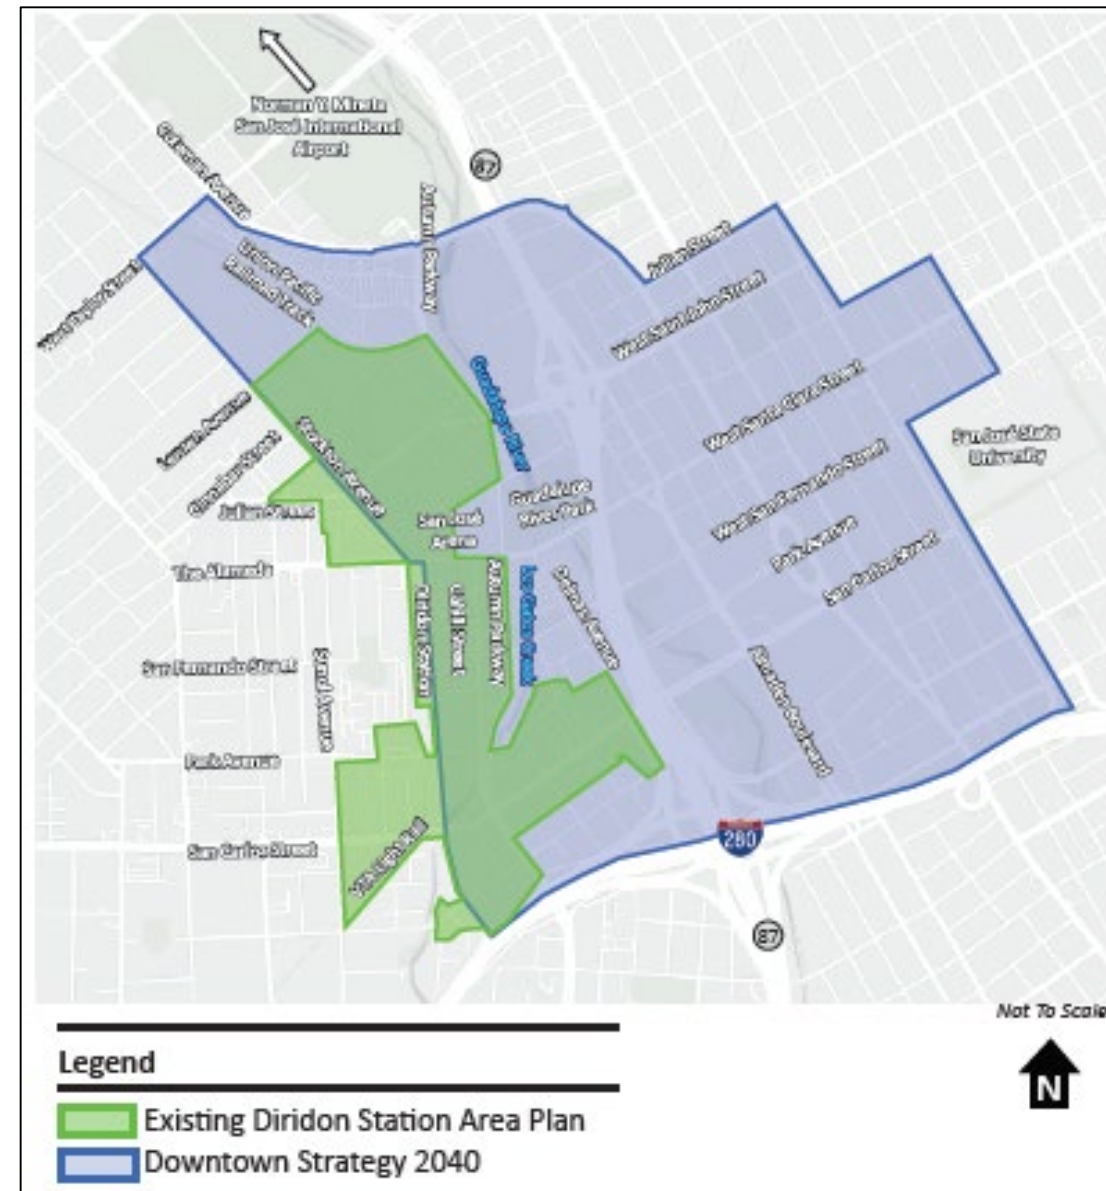 Norman Y. Mineta
San José International
Airport
87
Coleman Avenue
Autumn Parkway
Julian Street
Union Pacific
Railroad Track
West Taylor Street
West Saint John Street
Guadalupe River
West Santa Clara Street
Lenzen Avenue
Stockton Avenue
San José State
University
Cinnabar Street
West San Fernando Street
Guadalupe
River Park
Julian Street
San José
Arena
Park Avenue
San Carlos Street
The Alameda
Diridon Station
Cahill Street
Autumn Parkway
Los Gatos Creek
Delmas Avenue
San Fernando Street
Sunol Avenue
Almaden Boulevard
Park Avenue
San Carlos Street
VTA Light Rail
INTERSTATE
280
87
Not To Scale
N
Legend
Existing Diridon Station Area Plan
Downtown Strategy 2040